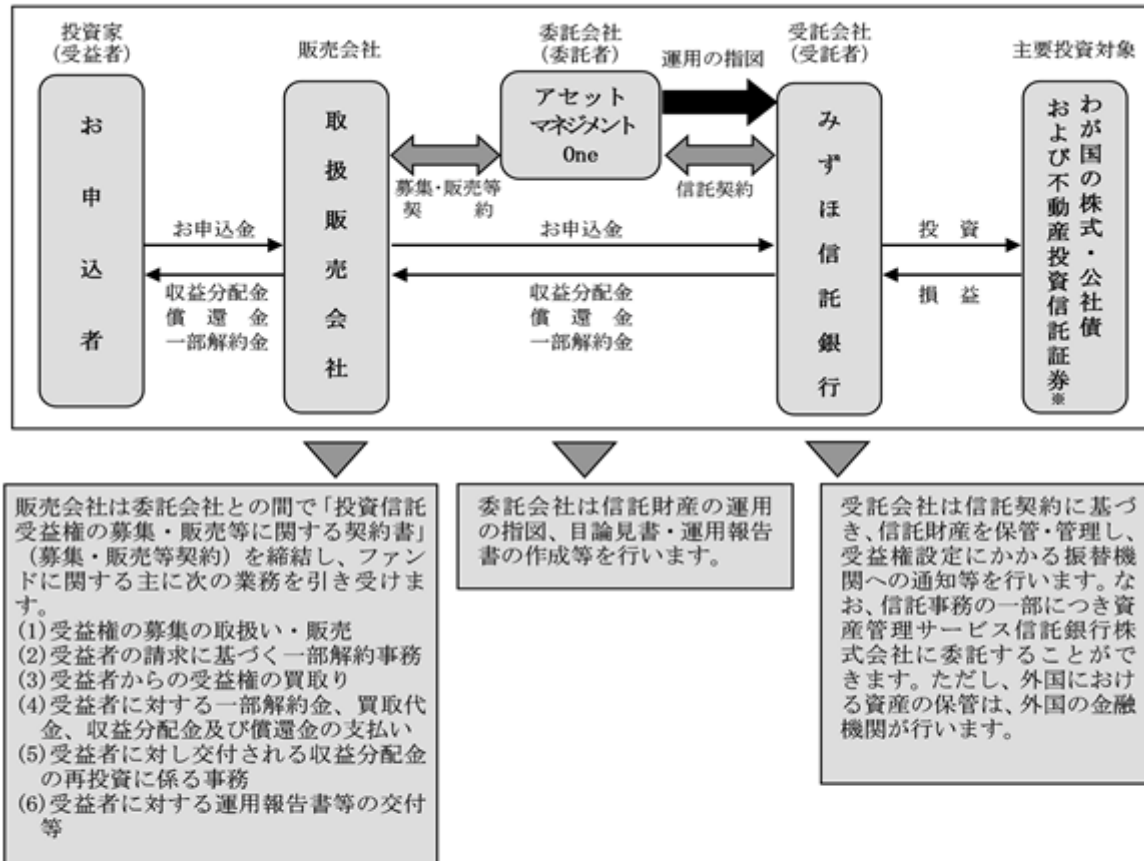 投資家
(受益者)
販売会社
委託会社
(委託者)
受託会社
(受託者)
主要投資対象
運用の指図
お申込者
取扱販売会社
アセット
マネジメント
One
みずほ信託銀行
わが国の株式・公社債
および不動産投資信託証券※
募集・販売等
契 約
信託契約
お申込金
収益分配金
償 還 金
一部解約金
お申込金
収益分配金
償 還 金
一部解約金
投 資
損 益
販売会社は委託会社との間で「投資信託
受益権の募集・販売等に関する契約書」
(募集・販売等契約)を締結し、ファン
ドに関する主に次の業務を引き受けま
す。
(1)受益権の募集の取扱い・販売
(2)受益者の請求に基づく一部解約事務
(3)受益者からの受益権の買取り
(4)受益者に対する一部解約金、買取代
金、収益分配金及び償還金の支払い
(5)受益者に対し交付される収益分配金
の再投資に係る事務
(6)受益者に対する運用報告書等の交付
等
委託会社は信託財産の運用
の指図、目論見書・運用報告
書の作成等を行います。
受託会社は信託契約に基づ
き、信託財産を保管・管理し、
受益権設定にかかる振替機
関への通知等を行います。な
お、信託事務の一部につき資
産管理サービス信託銀行株
式会社に委託することがで
きます。ただし、外国におけ
る資産の保管は、外国の金融
機関が行います。